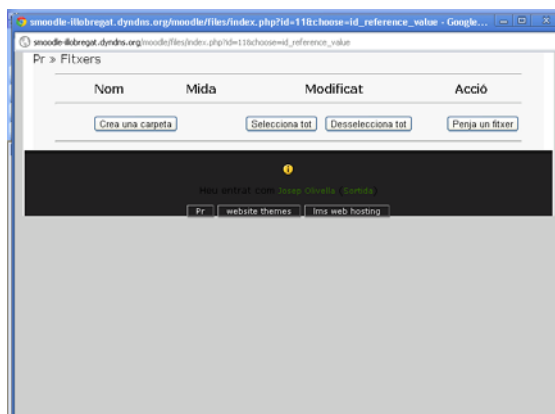 smoodle-illobregat.dyndns.org/moodle/files/index.php?id=11&choose=id_reference_value - Google...
smoodle-illobregat.dyndns.org/moodle/files/index.php?id=11&choose=id_reference_value
Pr » Fitxers
Nom Mida Modificat Acció
Crea una carpeta Selecciona tot Desselecciona tot Penja un fitxer
Heu entrat com Josep Olivella (Sortida)
Pr website themes lms web hosting